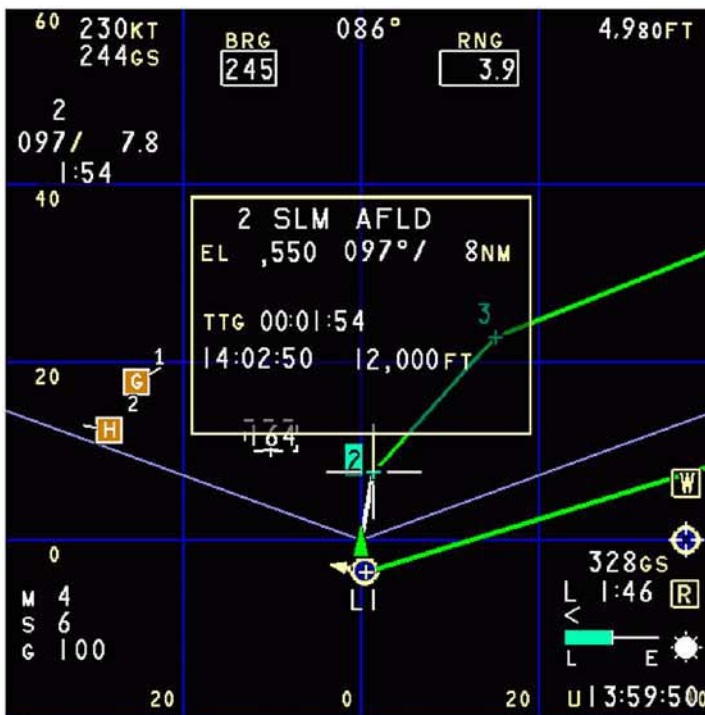 60 230KT 086° 4,980FT
244GS
BRG
245
RNG
3.9
2
097/ 7.8
1:54
40
2 SLM AFLD
EL ,550 097°/ 8NM
TTG 00:01:54
14:02:50 12,000FT
3
20
1
G
2
H
164
2
W
0
328GS
L 1:46
<
R
L E
L1
M 4
S 6
G 100
U 13:59:50
20 0 20